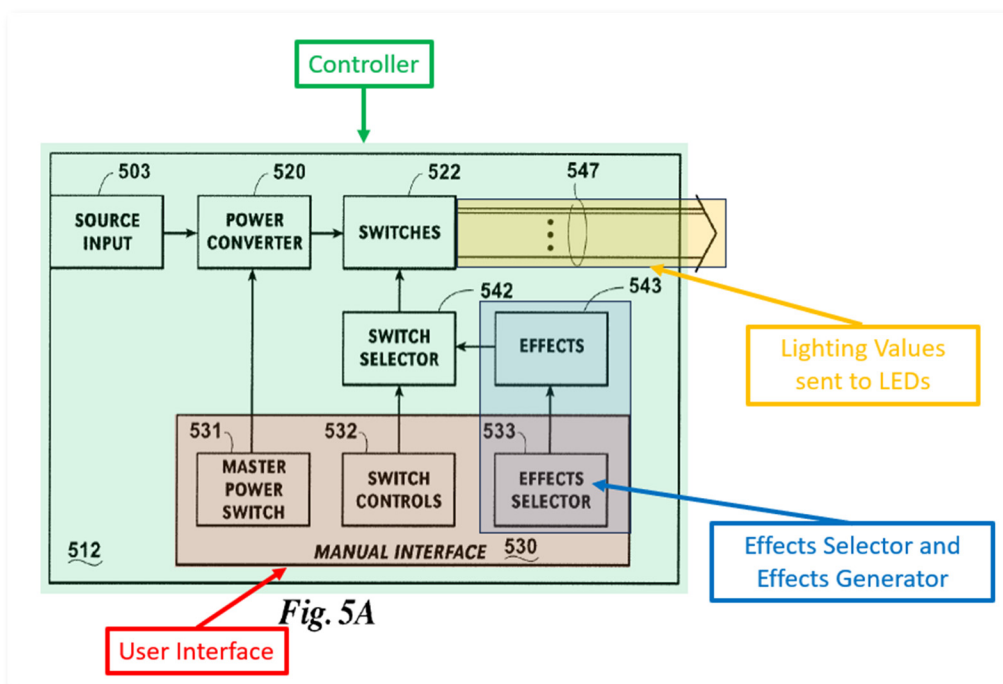 Controller
503
520
522
547
SOURCE
INPUT
POWER
CONVERTER
SWITCHES
542
543
SWITCH
SELECTOR
EFFECTS
Lighting Values
sent to LEDs
531
532
533
MASTER
POWER
SWITCH
SWITCH
CONTROLS
EFFECTS
SELECTOR
512
MANUAL INTERFACE 530
Effects Selector and
Effects Generator
Fig. 5A
User Interface